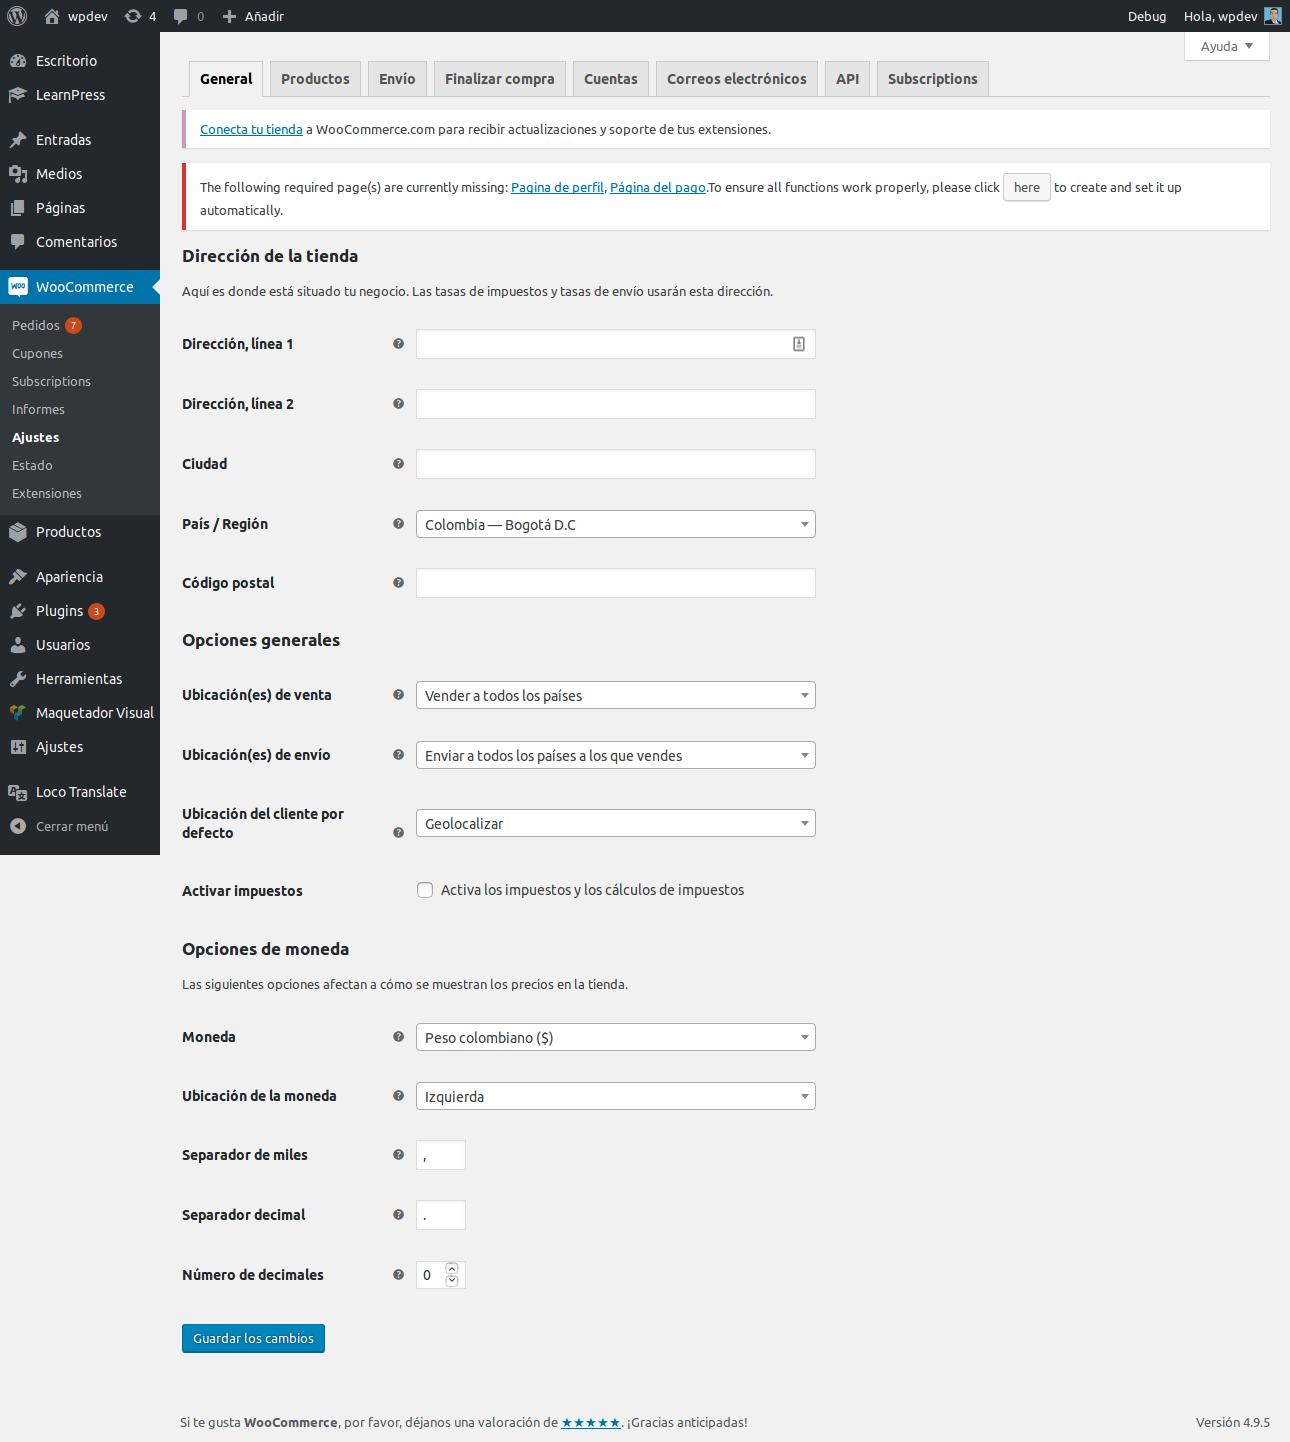 wpdev 4 0 Añadir Debug Hola, wpdev
Ayuda
Escritorio
LearnPress
Entradas
Medios
Páginas
Comentarios
WooCommerce
Pedidos 7
Cupones
Subscriptions
Informes
Ajustes
Estado
Extensiones
Productos
Apariencia
Plugins 3
Usuarios
Herramientas
Maquetador Visual
Ajustes
Loco Translate
Cerrar menú
General Productos Envío Finalizar compra Cuentas Correos electrónicos API Subscriptions
Conecta tu tienda a WooCommerce.com para recibir actualizaciones y soporte de tus extensiones.
The following required page(s) are currently missing: Pagina de perfil, Página del pago.To ensure all functions work properly, please click here to create and set it up
automatically.
Dirección de la tienda
Aquí es donde está situado tu negocio. Las tasas de impuestos y tasas de envío usarán esta dirección.
Dirección, línea 1
Dirección, línea 2
Ciudad
País / Región Colombia — Bogotá D.C
Código postal
Opciones generales
Ubicación(es) de venta Vender a todos los países
Ubicación(es) de envío Enviar a todos los países a los que vendes
Ubicación del cliente por
defecto Geolocalizar
Activar impuestos Activa los impuestos y los cálculos de impuestos
Opciones de moneda
Las siguientes opciones afectan a cómo se muestran los precios en la tienda.
Moneda Peso colombiano ($)
Ubicación de la moneda Izquierda
Separador de miles ,
Separador decimal .
Número de decimales 0
Guardar los cambios
Si te gusta WooCommerce, por favor, déjanos una valoración de ★★★★★. ¡Gracias anticipadas! Versión 4.9.5